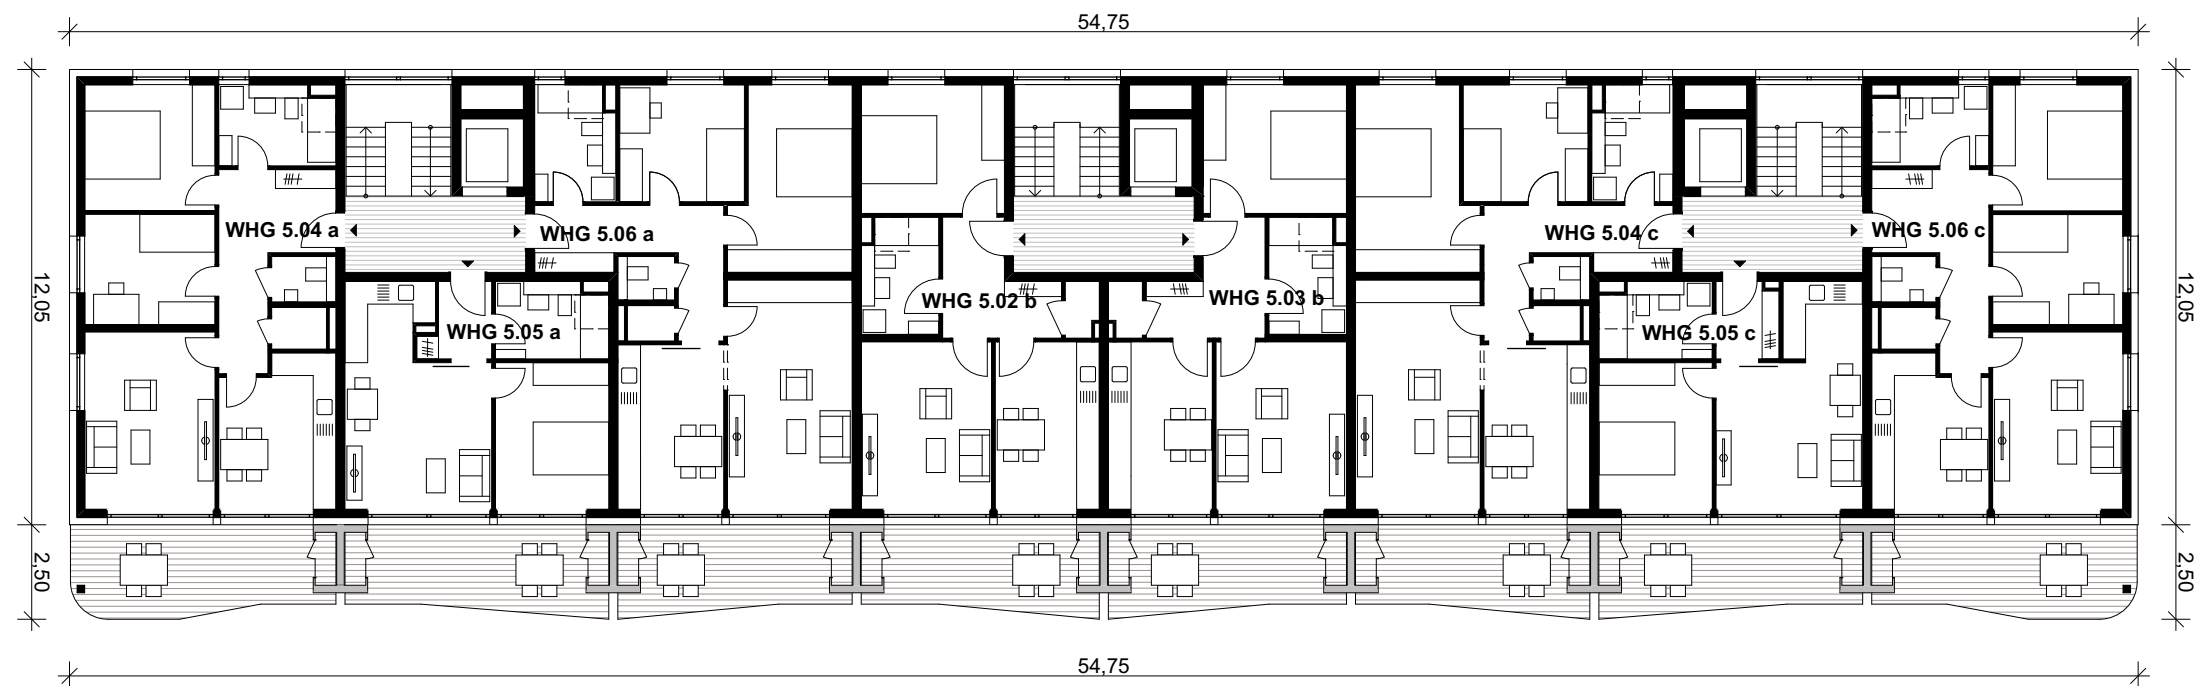 54,75
WHG 5.04 a
WHG 5.06 a
WHG 5.04 c
WHG 5.06 c
12,05
12,05
WHG 5.02 b
WHG 5.03 b
WHG 5.05 a
WHG 5.05 c
2,50
2,50
54,75